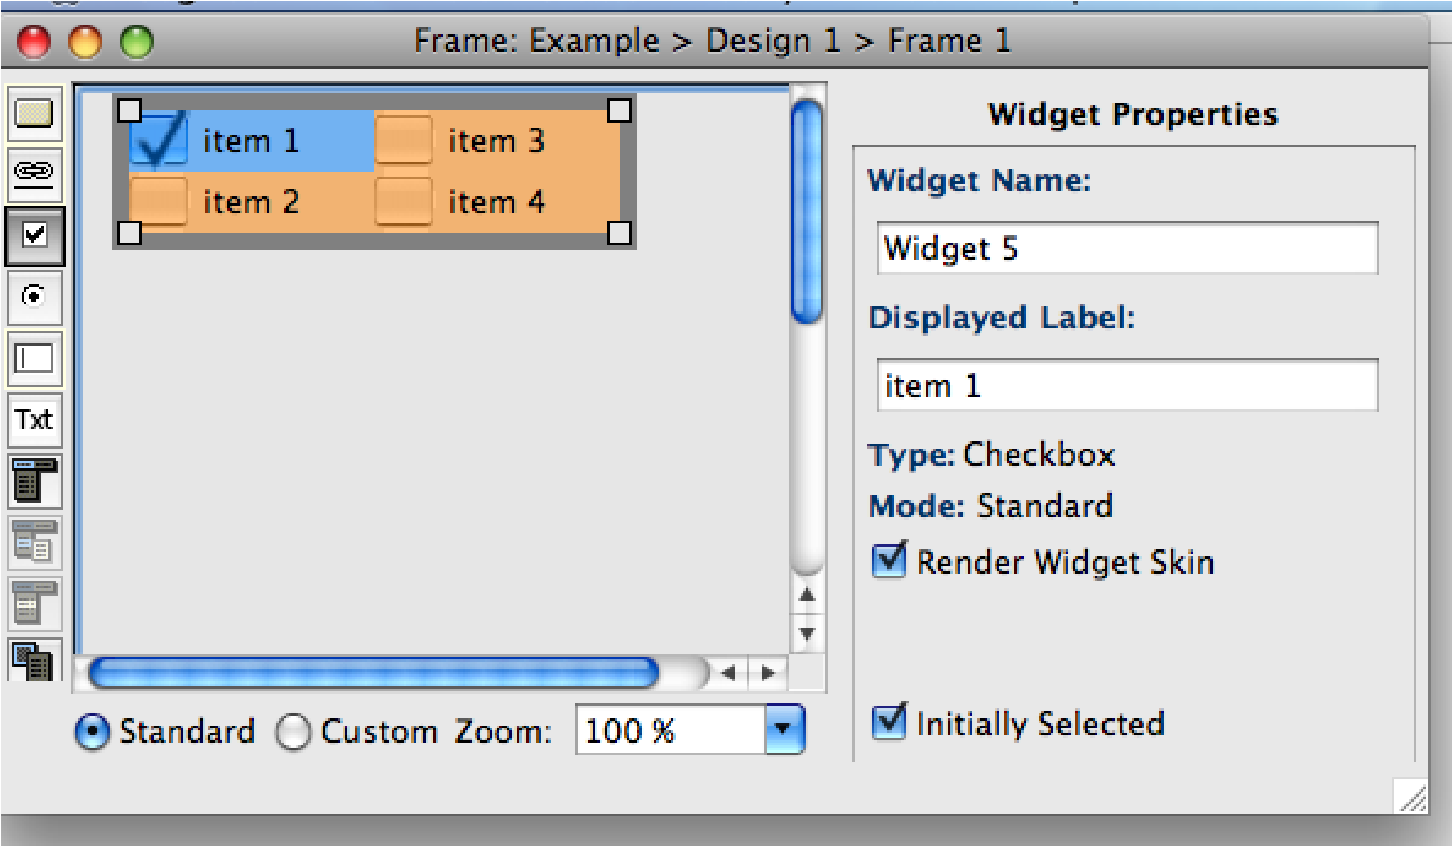 Frame: Example > Design 1 > Frame 1
item 1 item 3
item 2 item 4
Txt
Standard Custom Zoom: 100 %
Widget Properties
Widget Name:
Widget 5
Displayed Label:
item 1
Type: Checkbox
Mode: Standard
Render Widget Skin
Initially Selected